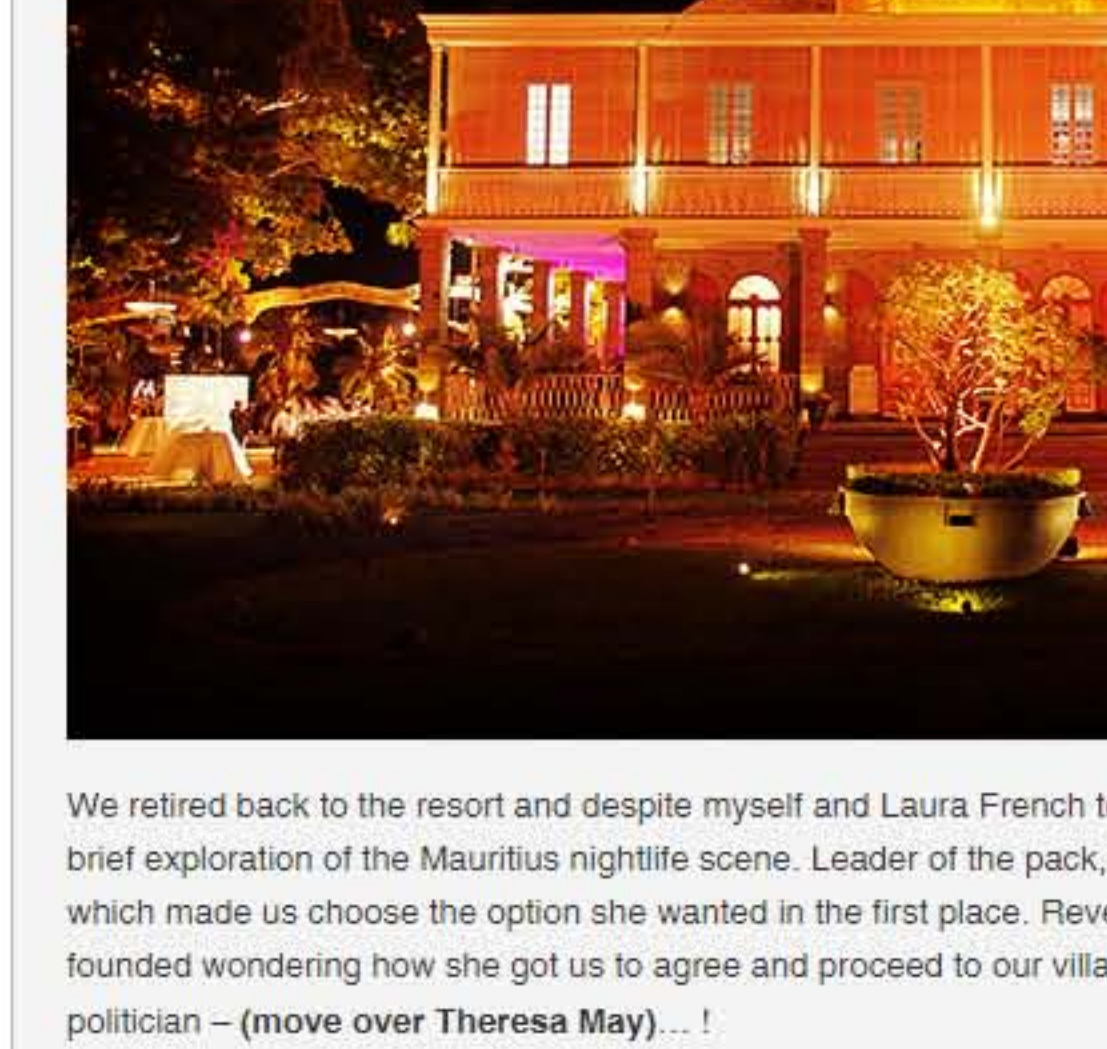 We retired back to the resort and despite myself and Laura French
brief exploration of the Mauritius nightlife scene. Leader of the pack,
which made us choose the option she wanted in the first place.
founded wondering how she got us to agree and proceed to our villa
politician – (move over Theresa May)... !